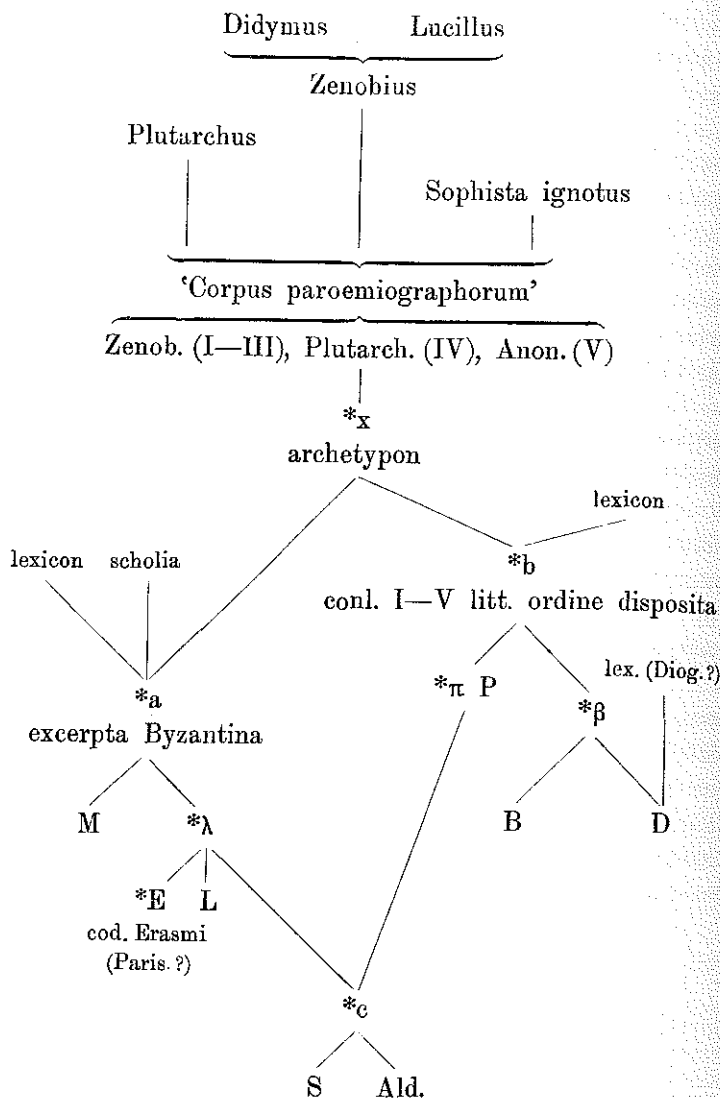 Didymus Lucillus
Zenobius
Plutarchus
Sophista ignotus
‘Corpus paroemiographorum’
Zenob. (I—III), Plutarch. (IV), Anon. (V)
*x
archetypon
lexicon
lexicon scholia
*b
conl. I—V litt. ordine disposita
*a
*π P
lex. (Diog.?)
*β
excerpta Byzantina
M
*λ
B
D
*E L
cod. Erasmi
(Paris. ?)
*c
S Ald.